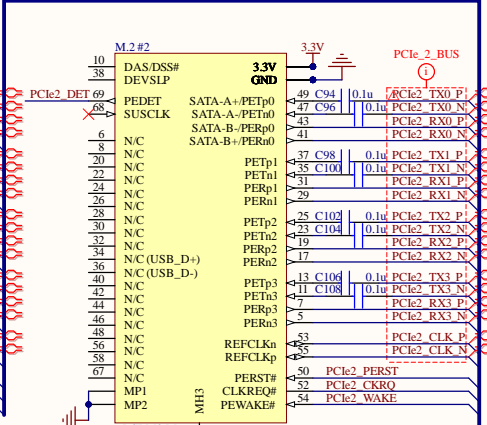 M.2 #2
3.3V
PCIe_2_BUS
i
10 DAS/DSS# 3.3V
38 DEVSLP GND
PCIe2_DET 69 PEDET SATA-A+/PETp0 49 C94 0.1u PCIe2_TX0_P
68 SUSCLK SATA-A-/PETn0 47 C96 0.1u PCIe2_TX0_N
SATA-B-/PERp0 43 PCIe2_RX0_P
6 N/C SATA-B+/PERn0 41 PCIe2_RX0_N
8 N/C
20 N/C PETp1 37 C98 0.1u PCIe2_TX1_P
22 N/C PETn1 35 C100 0.1u PCIe2_TX1_N
24 N/C PERp1 31 PCIe2_RX1_P
26 N/C PERn1 29 PCIe2_RX1_N
28 N/C
30 N/C PETp2 25 C102 0.1u PCIe2_TX2_P
32 N/C PETn2 23 C104 0.1u PCIe2_TX2_N
34 N/C (USB_D+) PERp2 19 PCIe2_RX2_P
36 N/C (USB_D-) PERn2 17 PCIe2_RX2_N
40 N/C
42 N/C PETp3 13 C106 0.1u PCIe2_TX3_P
44 N/C PETn3 11 C108 0.1u PCIe2_TX3_N
46 N/C PERp3 7 PCIe2_RX3_P
48 N/C PERn3 5 PCIe2_RX3_N
56 N/C REFCLKn 53 PCIe2_CLK_P
58 N/C REFCLKp 55 PCIe2_CLK_N
67 N/C PERST# 50 PCIe2_PERST
MP1 CLKREQ# 52 PCIe2_CKRQ
MP2 PEWAKE# 54 PCIe2_WAKE
MH3